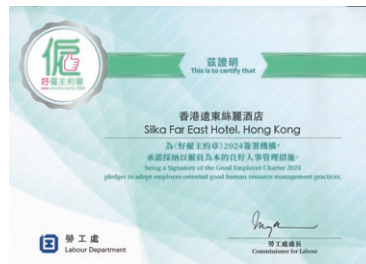 僱
好僱主約章
茲證明
This is to certify that
香港遠東絲麗酒店
Silka Far East Hotel, Hong Kong
為《好僱主約章》2024簽署機構，
承諾採納以僱員為本的良好人事管理措施。
being a Signatory of the Good Employer Charter 2024
pledges to adopt employee-oriented good human resource management practices.
勞工處
Labour Department
勞工處處長
Commissioner for Labour